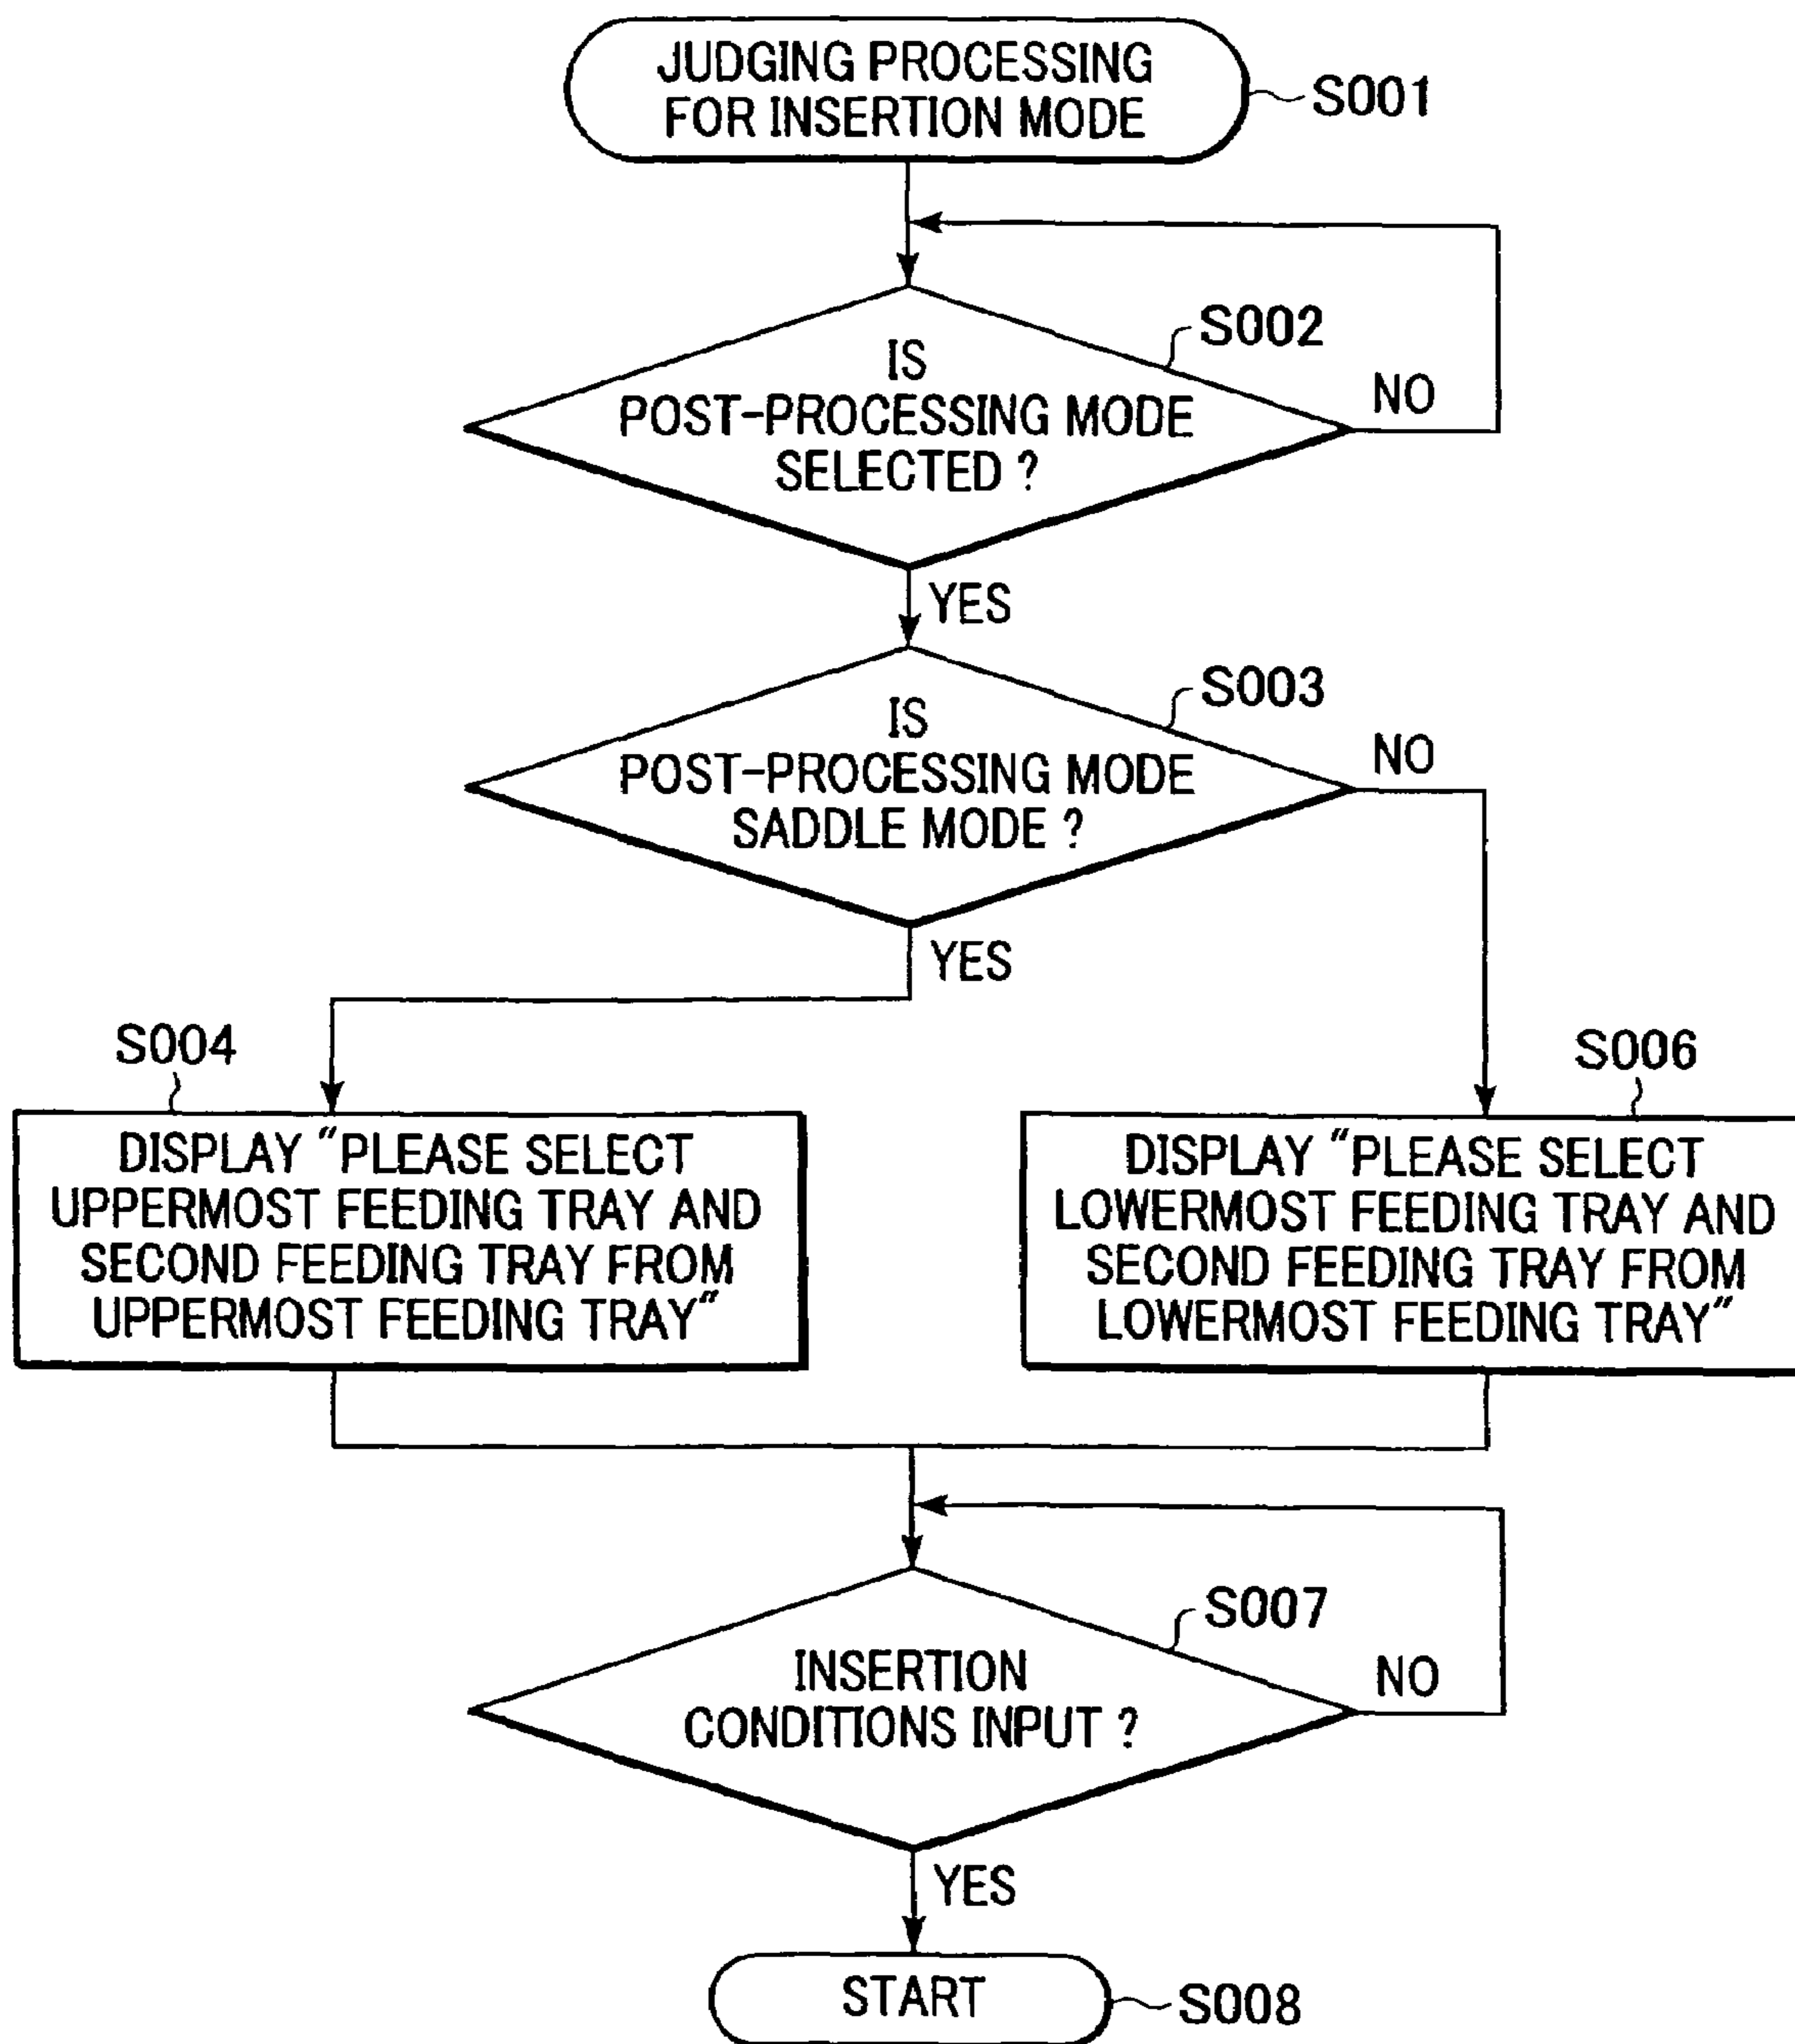 JUDGING PROCESSING
FOR INSERTION MODE
S001
S002
IS
POST-PROCESSING MODE
SELECTED ?
NO
YES
S003
IS
POST-PROCESSING MODE
SADDLE MODE ?
NO
YES
S004
DISPLAY "PLEASE SELECT
UPPERMOST FEEDING TRAY AND
SECOND FEEDING TRAY FROM
UPPERMOST FEEDING TRAY"
S006
DISPLAY "PLEASE SELECT
LOWERMOST FEEDING TRAY AND
SECOND FEEDING TRAY FROM
LOWERMOST FEEDING TRAY"
S007
INSERTION
CONDITIONS INPUT ?
NO
YES
START
S008